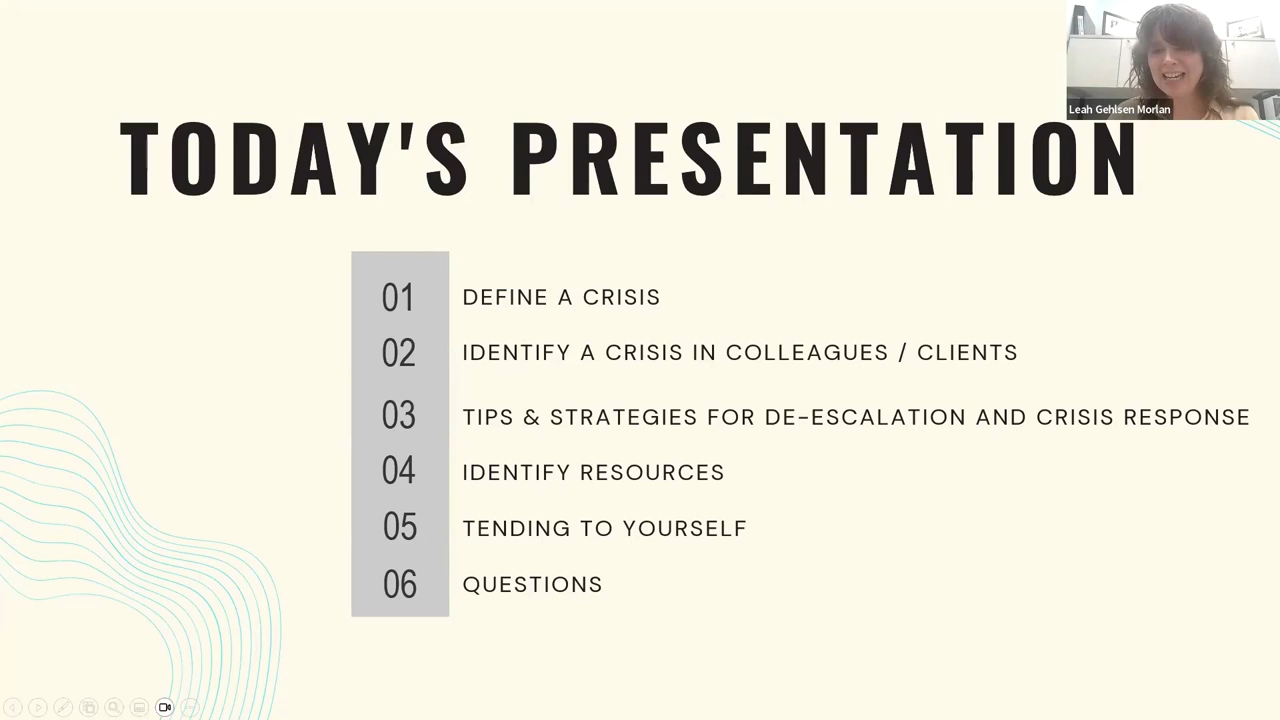 Leah Gehlsen Morlan
TODAY'S PRESENTATION
01 DEFINE A CRISIS
02 IDENTIFY A CRISIS IN COLLEAGUES / CLIENTS
03 TIPS & STRATEGIES FOR DE-ESCALATION AND CRISIS RESPONSE
04 IDENTIFY RESOURCES
05 TENDING TO YOURSELF
06 QUESTIONS